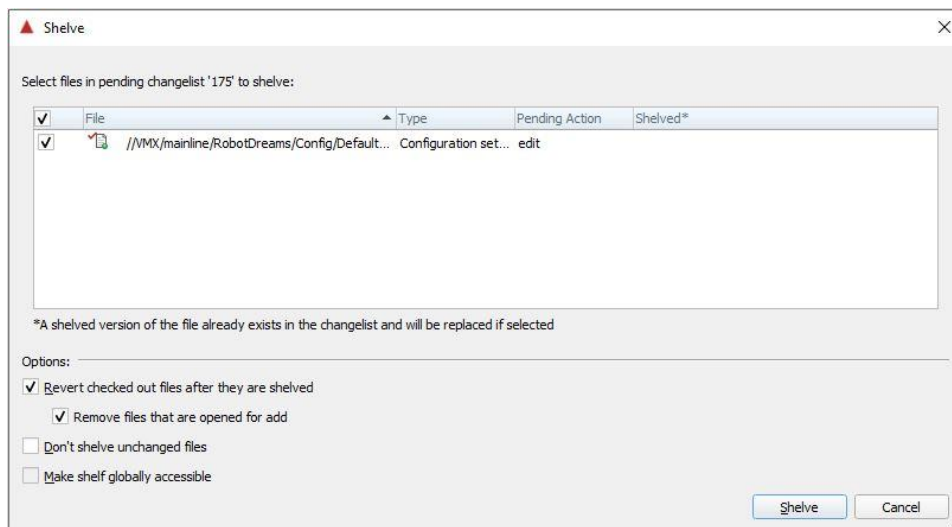 Shelve
Select files in pending changelist '175' to shelve:
File Type Pending Action Shelved*
//VMX/mainline/RobotDreams/Config/Default... Configuration set... edit
*A shelved version of the file already exists in the changelist and will be replaced if selected
Options:
Revert checked out files after they are shelved
Remove files that are opened for add
Don't shelve unchanged files
Make shelf globally accessible
Shelve Cancel